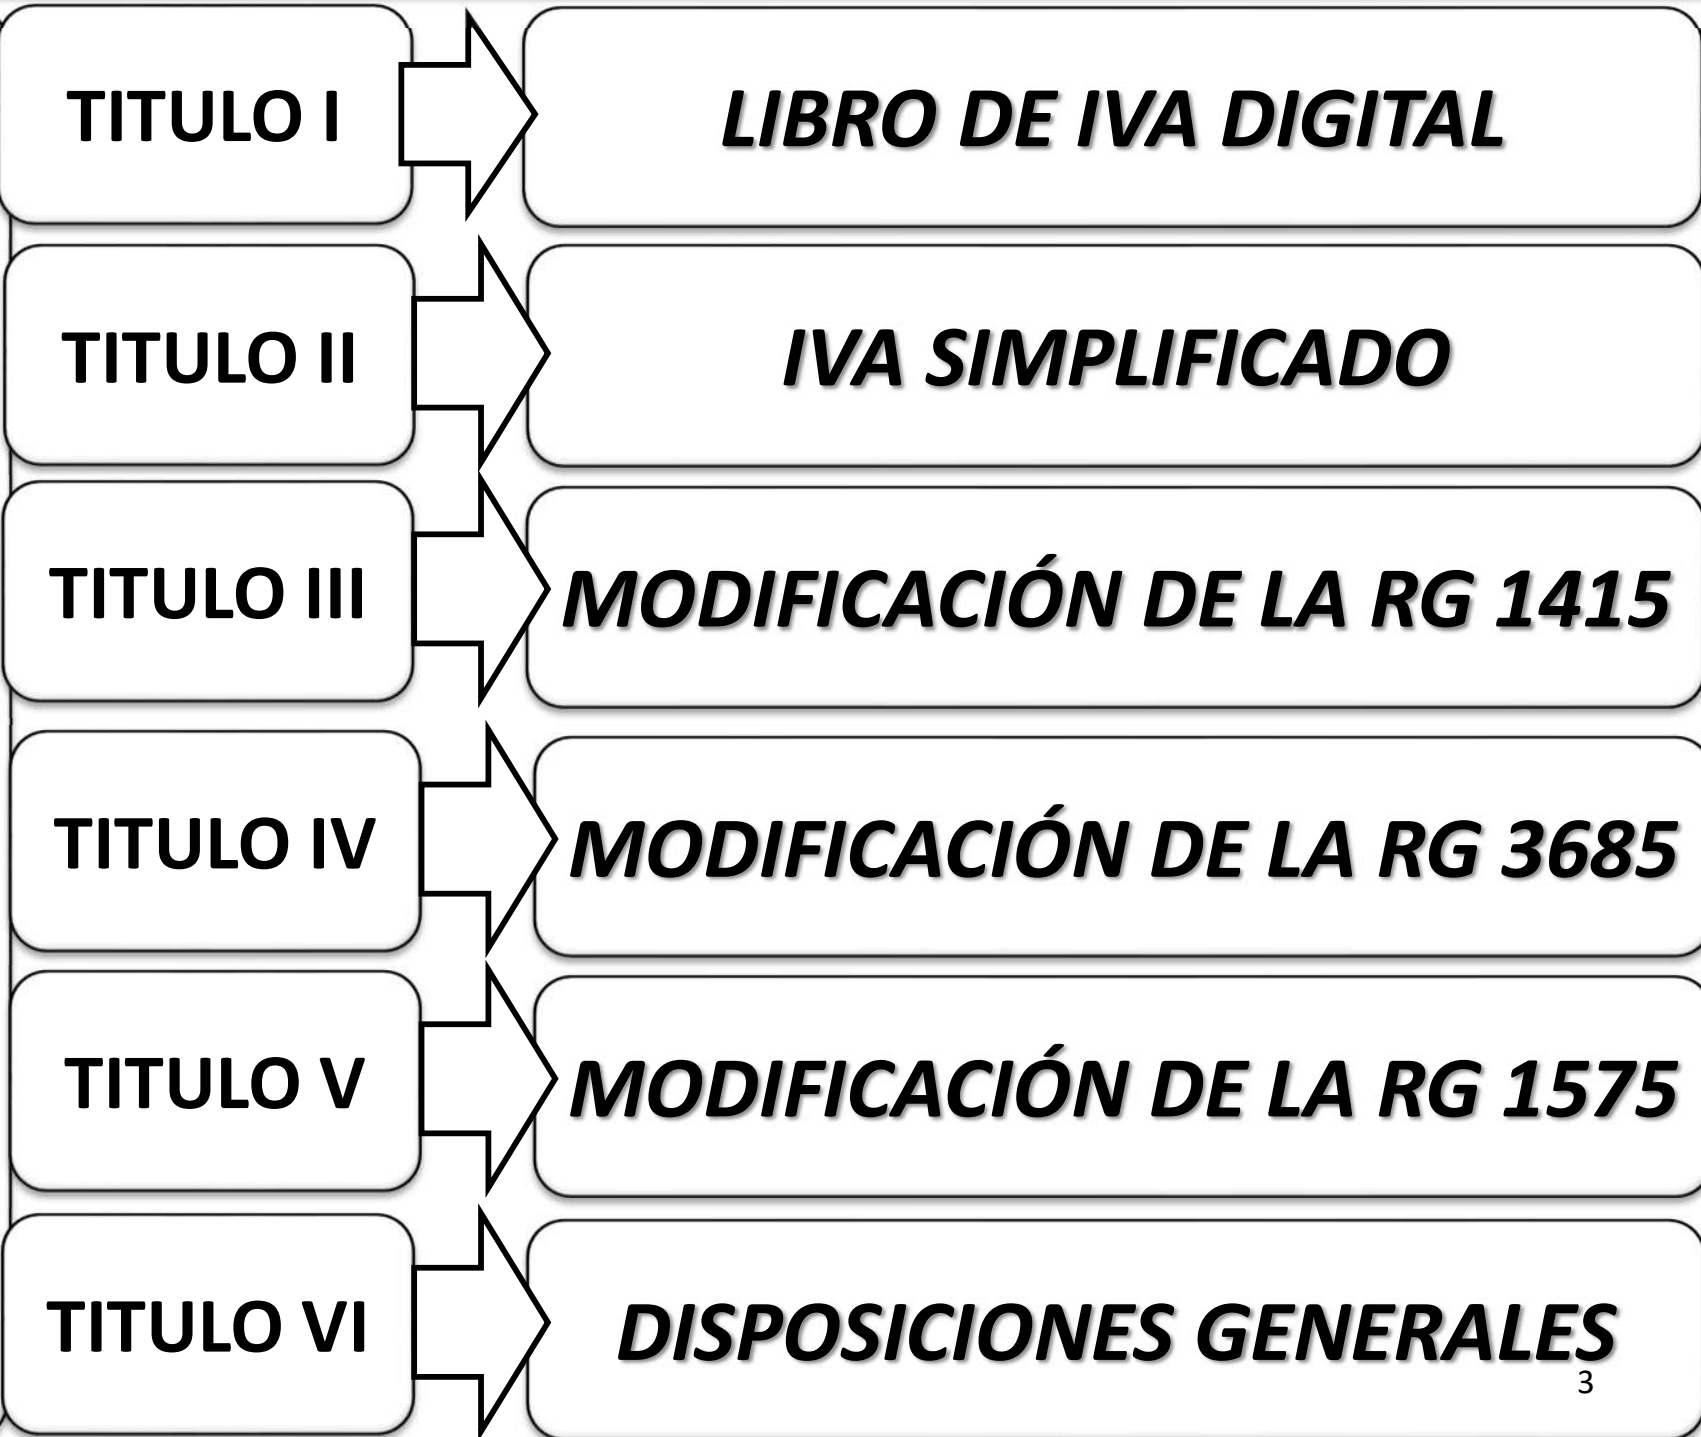 TITULO I
LIBRO DE IVA DIGITAL
TITULO II
IVA SIMPLIFICADO
TITULO III
MODIFICACIÓN DE LA RG 1415
TITULO IV
MODIFICACIÓN DE LA RG 3685
TITULO V
MODIFICACIÓN DE LA RG 1575
TITULO VI
DISPOSICIONES GENERALES
3